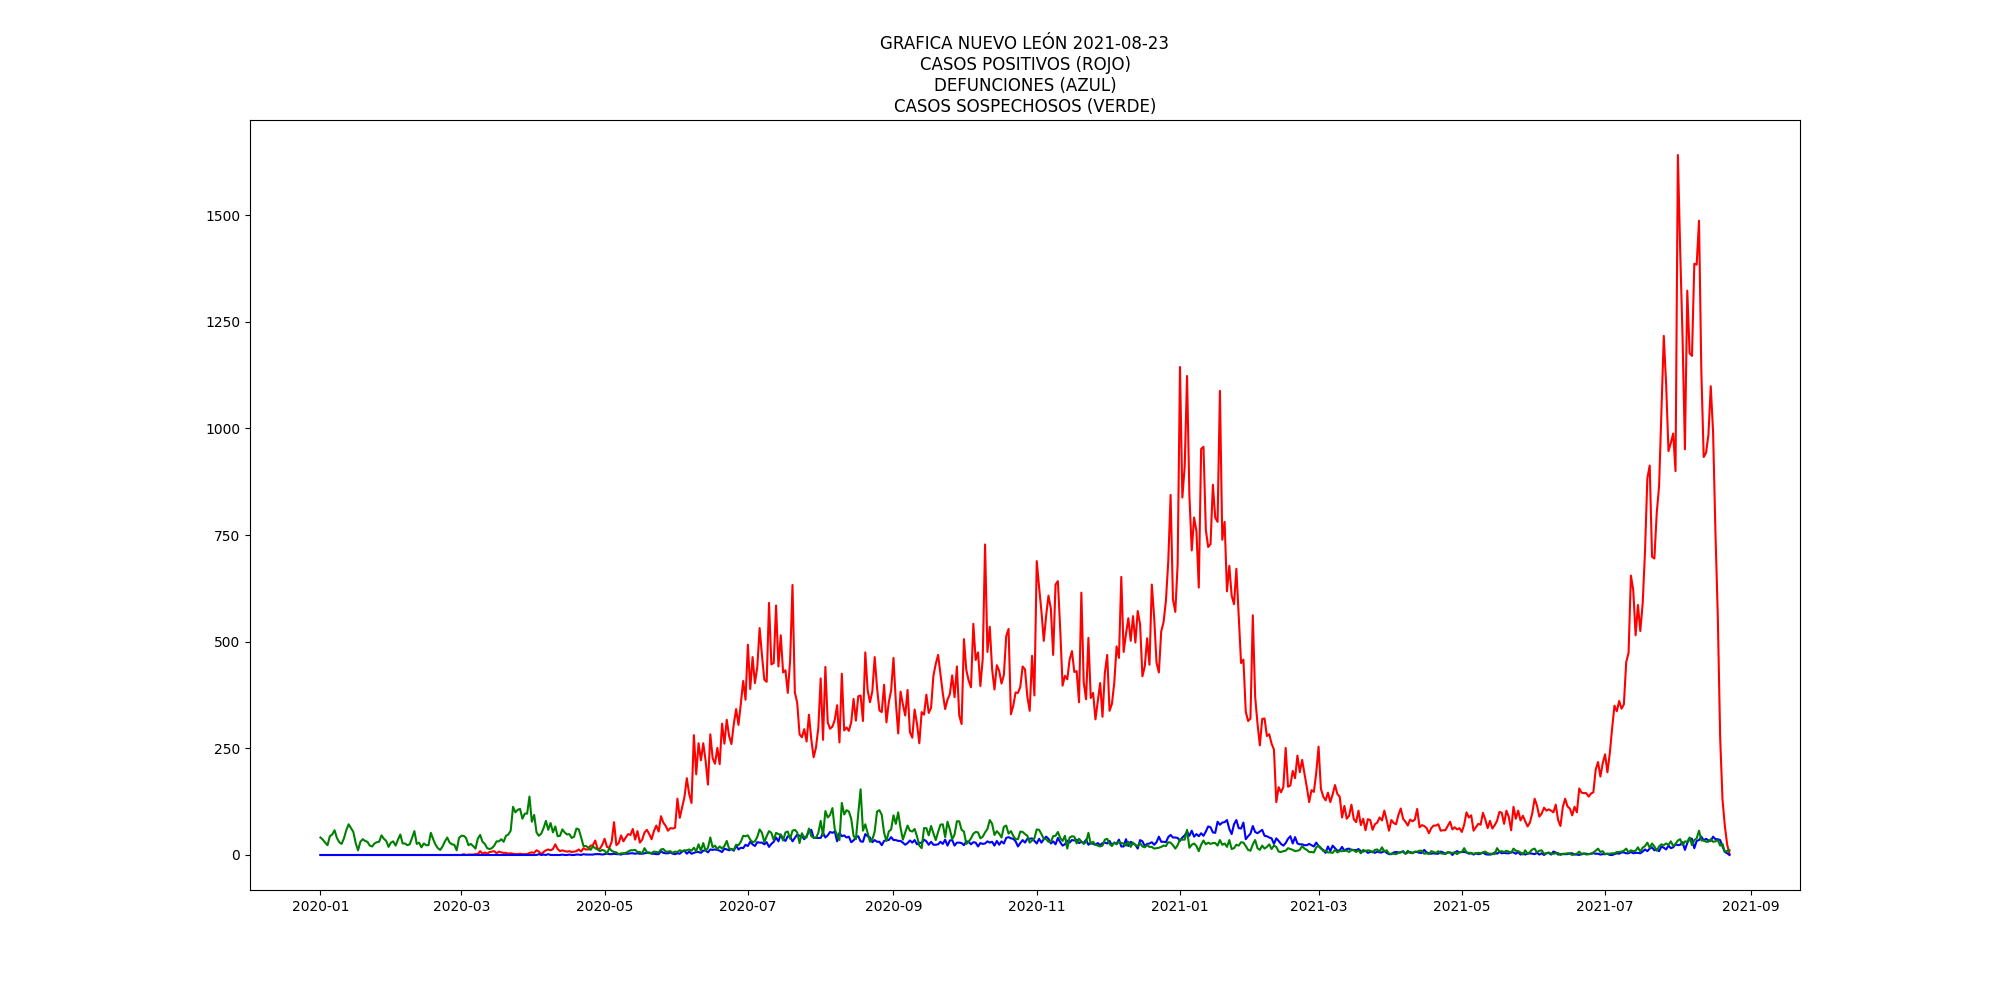 GRAFICA NUEVO LEÓN 2021-08-23
CASOS POSITIVOS (ROJO)
DEFUNCIONES (AZUL)
CASOS SOSPECHOSOS (VERDE)
1500
1250
1000
750
500
250
0
2020-01 2020-03 2020-05 2020-07 2020-09 2020-11 2021-01 2021-03 2021-05 2021-07 2021-09